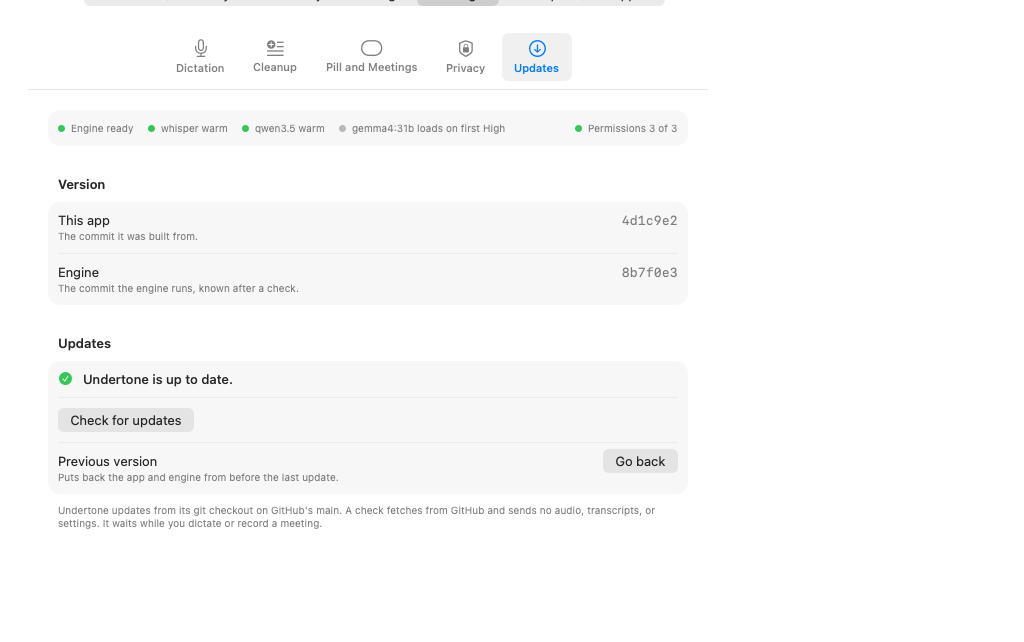 Dictation
Cleanup
Pill and Meetings
Privacy
Updates
Engine ready
whisper warm
qwen3.5 warm
gemma4:31b loads on first High
Permissions 3 of 3
Version
This app
4d1c9e2
The commit it was built from.
Engine
8b7f0e3
The commit the engine runs, known after a check.
Updates
Undertone is up to date.
Check for updates
Previous version
Go back
Puts back the app and engine from before the last update.
Undertone updates from its git checkout on GitHub's main. A check fetches from GitHub and sends no audio, transcripts, or
settings. It waits while you dictate or record a meeting.